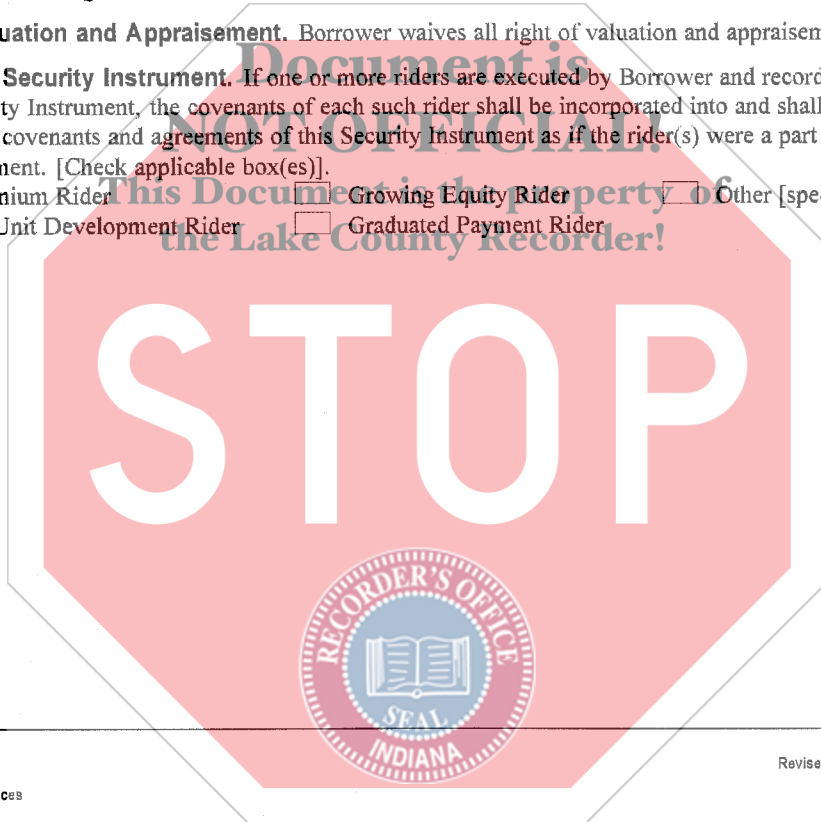 uation and Appraisement. Borrower waives all right of valuation and appraisem
Document is
Security Instrument. If one or more riders are executed by Borrower and record
ty Instrument, the covenants of each such rider shall be incorporated into and shall
NOT OFFICIAL!
covenants and agreements of this Security Instrument as if the rider(s) were a part
nent. [Check applicable box(es)].
nium Rider Growing Equity Rider Other [spe
This Document is the property of
Unit Development Rider Graduated Payment Rider
the Lake County Recorder!
STOP
RECORDER'S OFFICE
SEAL
INDIANA
Revise
ces